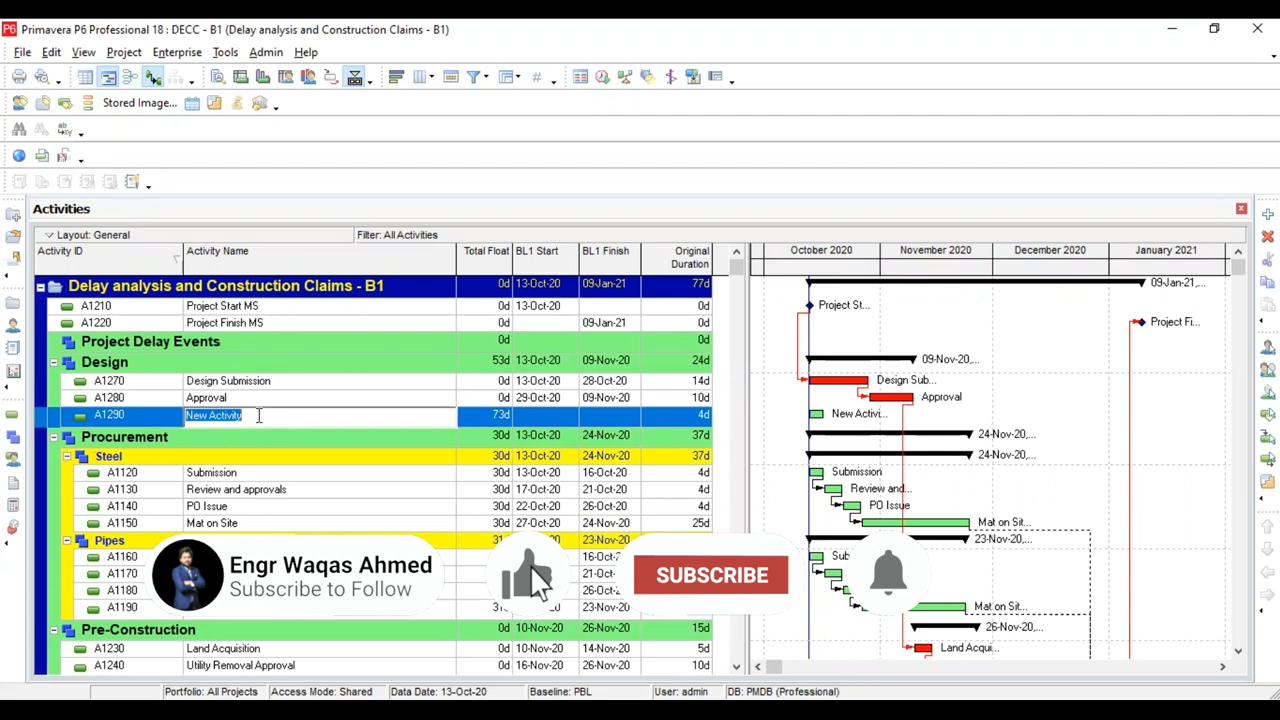 Primavera P6 Professional 18 : DECC - B1 (Delay analysis and Construction Claims - B1)
File Edit View Project Enterprise Tools Admin Help
Stored Image...
Activities
Layout: General Filter: All Activities
Activity ID Activity Name Total Float BL1 Start BL1 Finish Original Duration October 2020 November 2020 December 2020 January 2021
Delay analysis and Construction Claims - B1 0d 13-Oct-20 09-Jan-21 77d 09-Jan-21,...
A1210 Project Start MS 0d 13-Oct-20 0d Project St...
A1220 Project Finish MS 0d 09-Jan-21 0d Project Fi...
Project Delay Events 0d 0d
Design 53d 13-Oct-20 09-Nov-20 24d 09-Nov-20,...
A1270 Design Submission 0d 13-Oct-20 28-Oct-20 14d Design Sub...
A1280 Approval 0d 29-Oct-20 09-Nov-20 10d Approval
A1290 New Activity 73d 4d New Activi...
Procurement 30d 13-Oct-20 24-Nov-20 37d 24-Nov-20,...
Steel 30d 13-Oct-20 24-Nov-20 37d 24-Nov-20,...
A1120 Submission 30d 13-Oct-20 16-Oct-20 4d Submission
A1130 Review and approvals 30d 17-Oct-20 21-Oct-20 4d Review and...
A1140 PO Issue 30d 22-Oct-20 26-Oct-20 4d PO Issue
A1150 Mat on Site 30d 27-Oct-20 24-Nov-20 25d Mat on Sit...
Pipes 23-Nov-20,...
A1160 16-Oct-20 Sub
A1170 21-Oct-
A1180 26-Oct-
A1190 23-Nov-20 Mat on Sit...
Engr Waqas Ahmed
Subscribe to Follow
SUBSCRIBE
Pre-Construction 0d 10-Nov-20 26-Nov-20 15d 26-Nov-20,...
A1230 Land Acquisition 0d 10-Nov-20 14-Nov-20 5d Land Acqui...
A1240 Utility Removal Approval 0d 16-Nov-20 26-Nov-20 10d
Portfolio: All Projects Access Mode: Shared Data Date: 13-Oct-20 Baseline: PBL User: admin DB: PMDB (Professional)